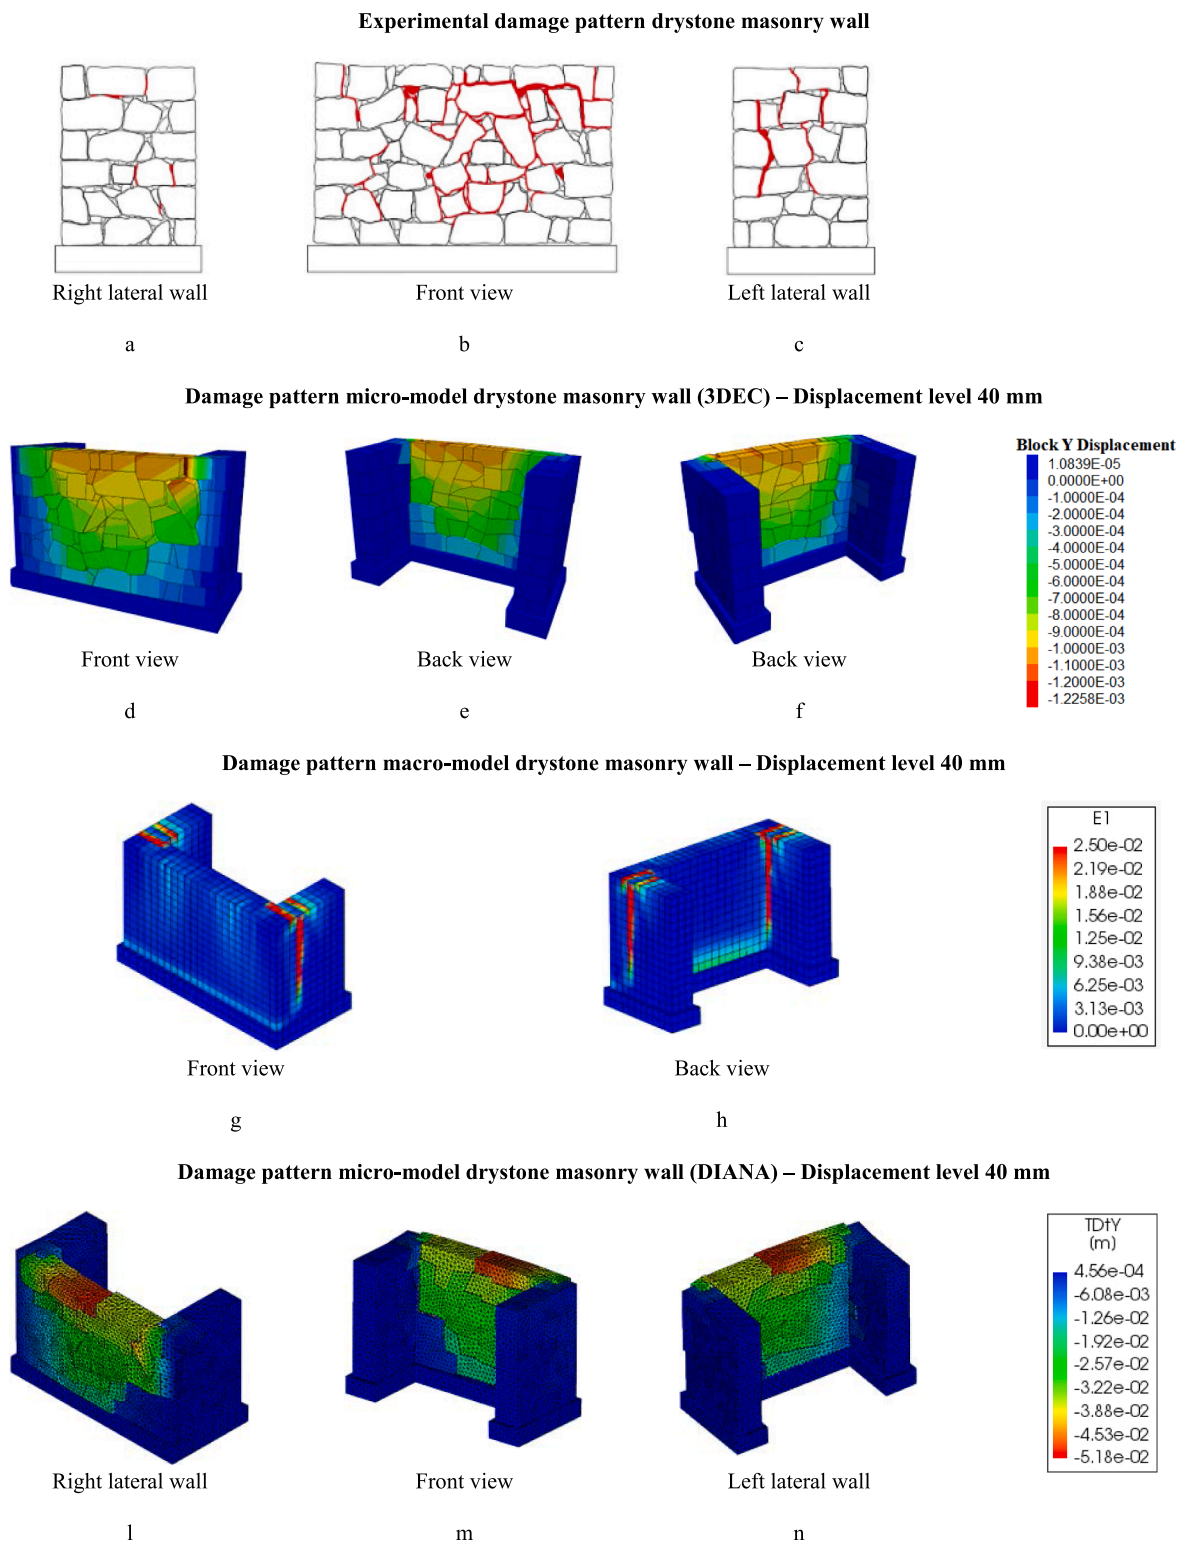 Experimental damage pattern drystone masonry wall
Right lateral wall
Front view
Left lateral wall
a
b
c
Damage pattern micro-model drystone masonry wall (3DEC) – Displacement level 40 mm
Block Y Displacement
1.0839E-05
0.0000E+00
-1.0000E-04
-2.0000E-04
-3.0000E-04
-4.0000E-04
-5.0000E-04
-6.0000E-04
-7.0000E-04
-8.0000E-04
-9.0000E-04
-1.0000E-03
-1.1000E-03
-1.2000E-03
-1.2258E-03
Front view
Back view
Back view
d
e
f
Damage pattern macro-model drystone masonry wall – Displacement level 40 mm
E1
2.50e-02
2.19e-02
1.88e-02
1.56e-02
1.25e-02
9.38e-03
6.25e-03
3.13e-03
0.00e+00
Front view
Back view
g
h
Damage pattern micro-model drystone masonry wall (DIANA) – Displacement level 40 mm
TDtY
(m)
4.56e-04
-6.08e-03
-1.26e-02
-1.92e-02
-2.57e-02
-3.22e-02
-3.88e-02
-4.53e-02
-5.18e-02
Right lateral wall
Front view
Left lateral wall
l
m
n